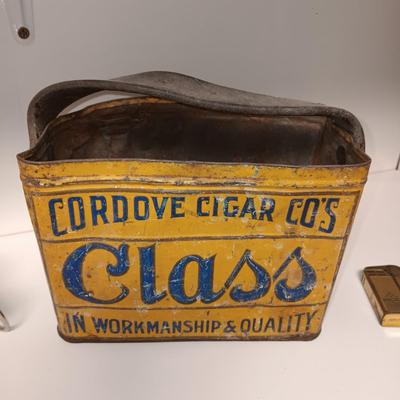 CORDOVE CIGAR CO'S
Class
IN WORKMANSHIP & QUALITY